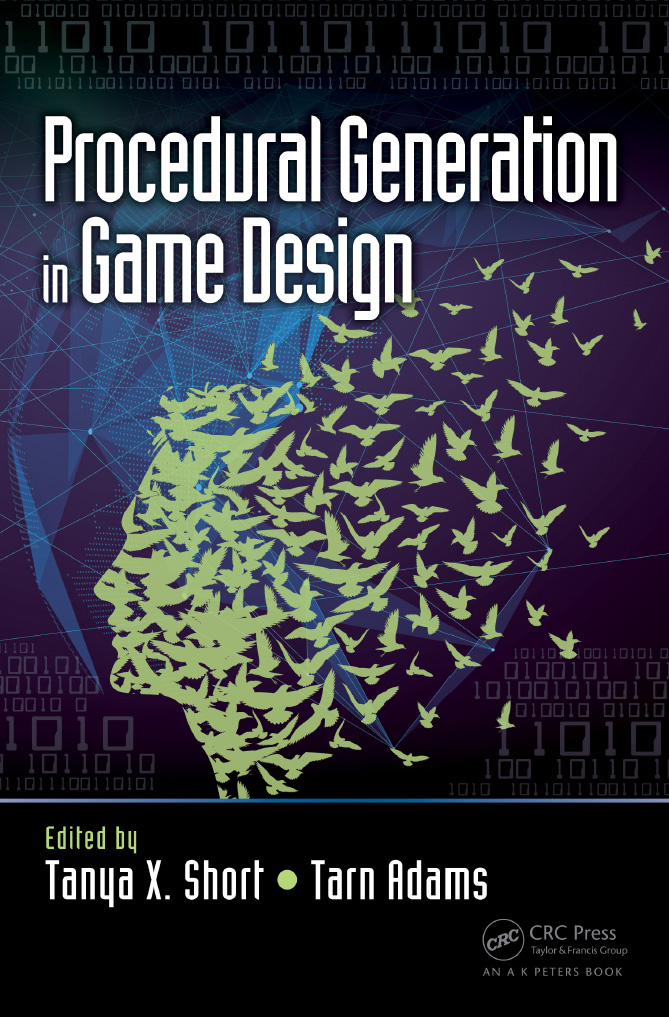 Procedural Generation
in Game Design
Edited by
Tanya X. Short • Tarn Adams
CRC
CRC Press
Taylor & Francis Group
AN A K PETERS BOOK